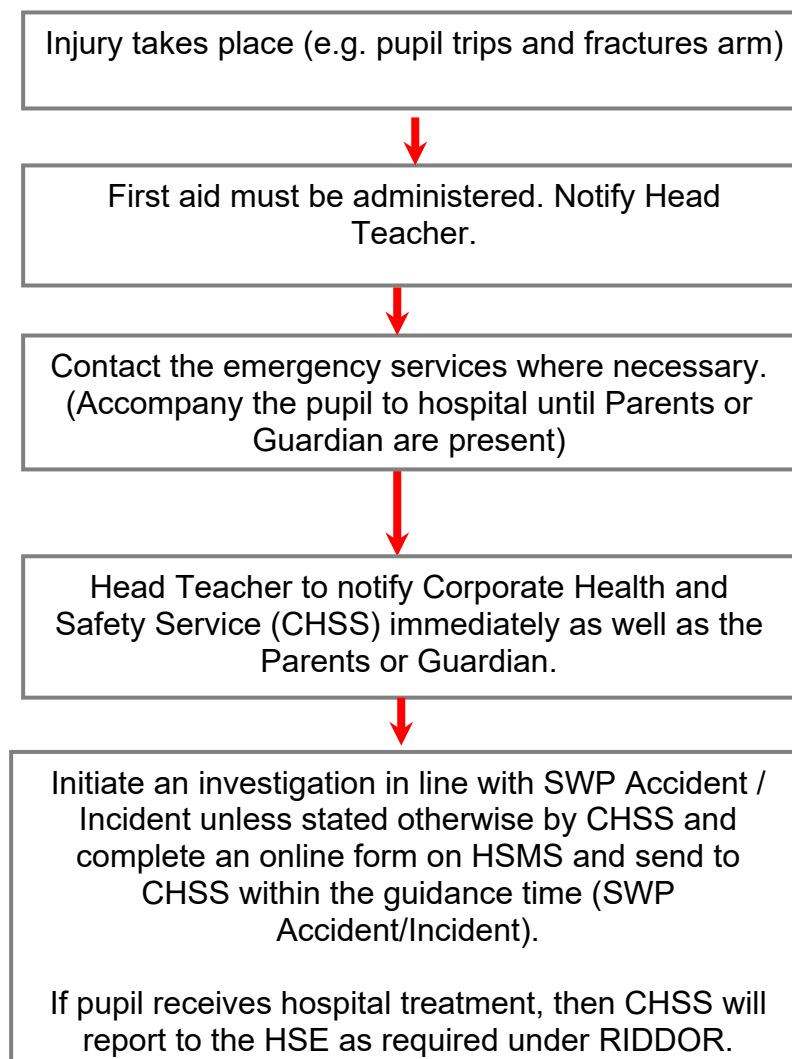 Injury takes place (e.g. pupil trips and fractures arm)
First aid must be administered. Notify Head
Teacher.
Contact the emergency services where necessary.
(Accompany the pupil to hospital until Parents or
Guardian are present)
Head Teacher to notify Corporate Health and
Safety Service (CHSS) immediately as well as the
Parents or Guardian.
Initiate an investigation in line with SWP Accident /
Incident unless stated otherwise by CHSS and
complete an online form on HSMS and send to
CHSS within the guidance time (SWP
Accident/Incident).
If pupil receives hospital treatment, then CHSS will
report to the HSE as required under RIDDOR.